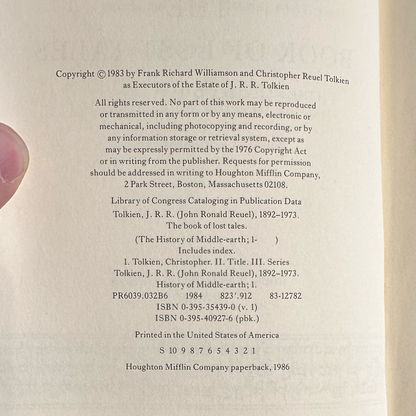 Copyright © 1983 by Frank Richard Williamson and Christopher Reuel Tolkien
as Executors of the Estate of J. R. R. Tolkien
All rights reserved. No part of this work may be reproduced
or transmitted in any form or by any means, electronic or
mechanical, including photocopying and recording, or by
any information storage or retrieval system, except as
may be expressly permitted by the 1976 Copyright Act
or in writing from the publisher. Requests for permission
should be addressed in writing to Houghton Mifflin Company,
2 Park Street, Boston, Massachusetts 02108.
Library of Congress Cataloging in Publication Data
Tolkien, J. R. R. (John Ronald Reuel), 1892–1973.
The book of lost tales.
(The History of Middle-earth; 1- )
Includes index.
1. Tolkien, Christopher. II. Title. III. Series
Tolkien, J. R. R. (John Ronald Reuel), 1892–1973.
History of Middle-earth; 1.
PR6039.032B6 1984 823'.912 83-12782
ISBN 0-395-35439-0 (v. 1)
ISBN 0-395-40927-6 (pbk.)
Printed in the United States of America
S 10 9 8 7 6 5 4 3 2 1
Houghton Mifflin Company paperback, 1986